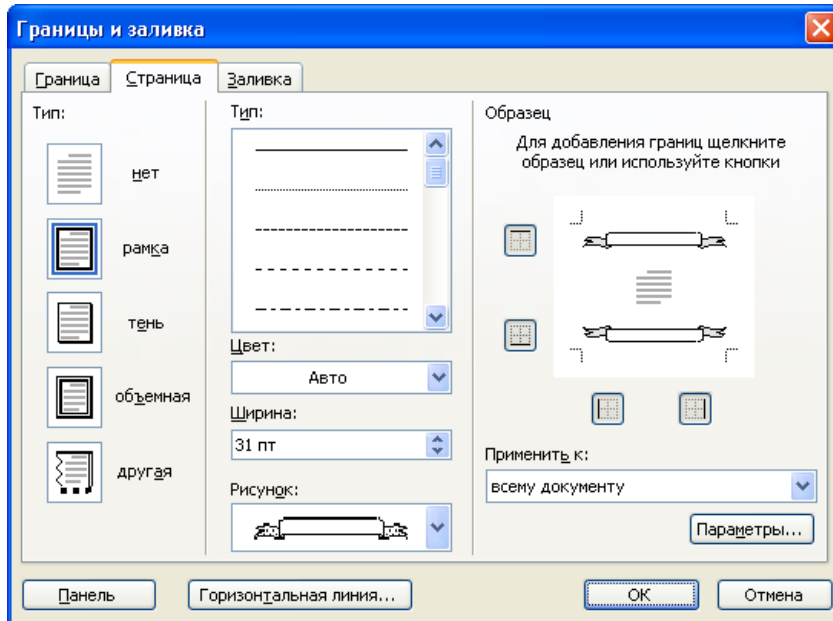 Границы и заливка
Граница
Страница
Заливка
Тип:
нет
рамка
тень
объемная
другая
Тип:
Цвет:
Авто
Ширина:
31 пт
Рисунок:
Образец
Для добавления границ щелкните
образец или используйте кнопки
Применить к:
всему документу
Параметры...
Панель
Горизонтальная линия...
ОК
Отмена